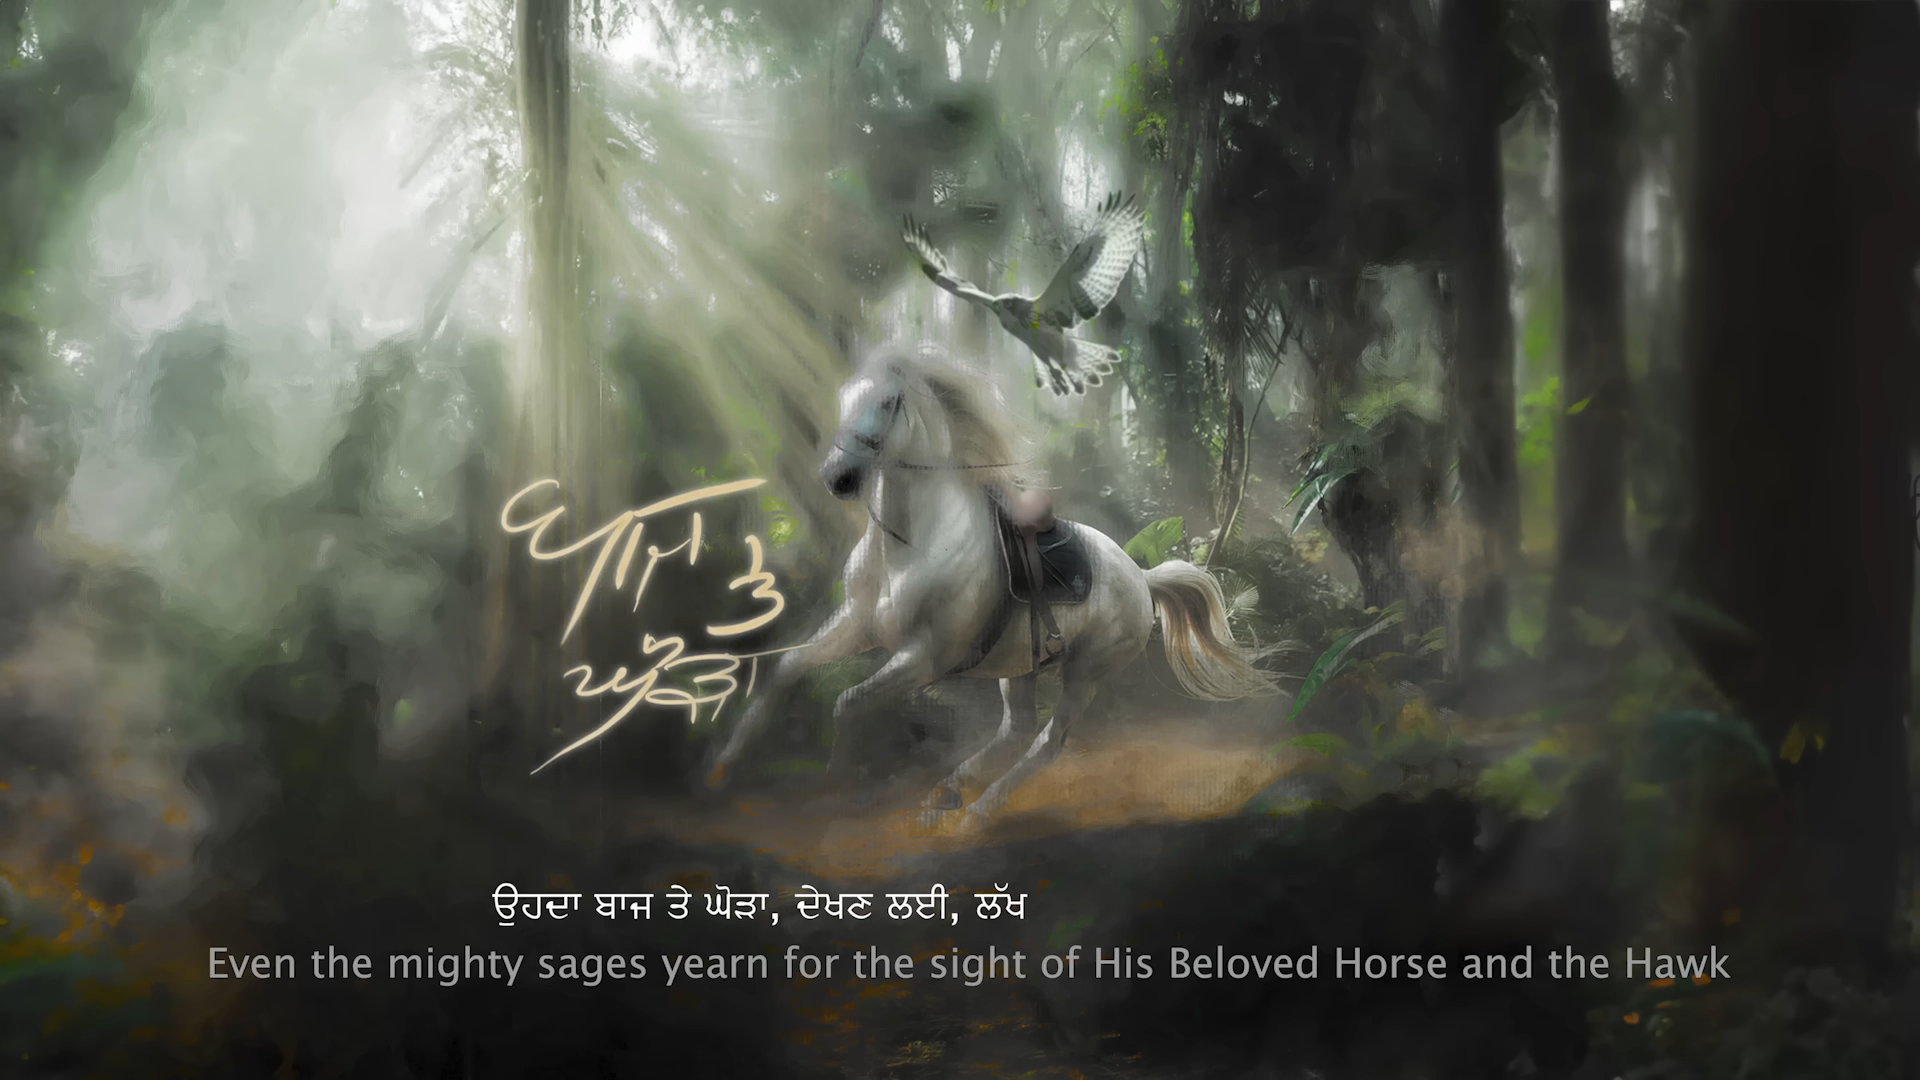 ਬਾਜ ਤੇ
ਘੋੜਾ
ਉਹਦਾ ਬਾਜ ਤੇ ਘੋੜਾ, ਦੇਖਣ ਲਈ, ਲੱਖ
Even the mighty sages yearn for the sight of His Beloved Horse and the Hawk